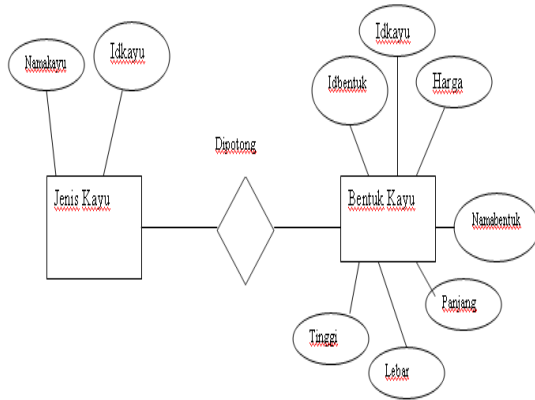 Idkayu
Namakayu
Idkayu
Idbentuk
Harga
Dipotong
Jenis Kayu
Bentuk Kayu
Namabentuk
Panjang
Tinggi
Lebar